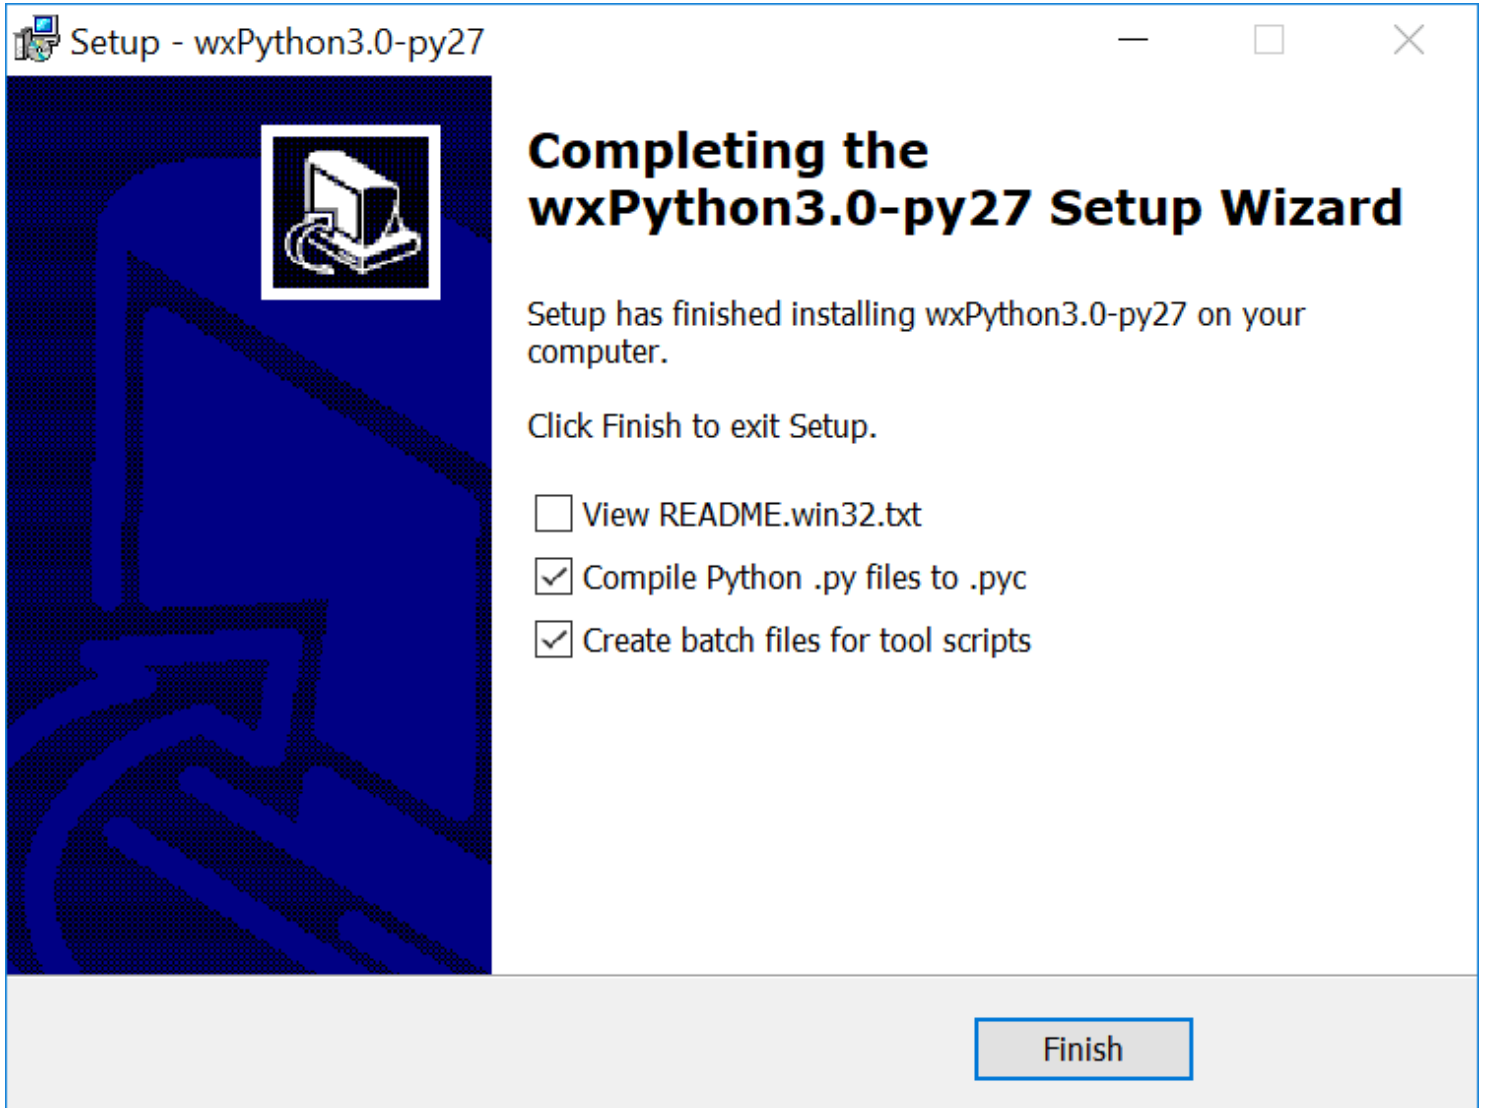 Setup - wxPython3.0-py27
Completing the
wxPython3.0-py27 Setup Wizard
Setup has finished installing wxPython3.0-py27 on your
computer.
Click Finish to exit Setup.
View README.win32.txt
Compile Python .py files to .pyc
Create batch files for tool scripts
Finish